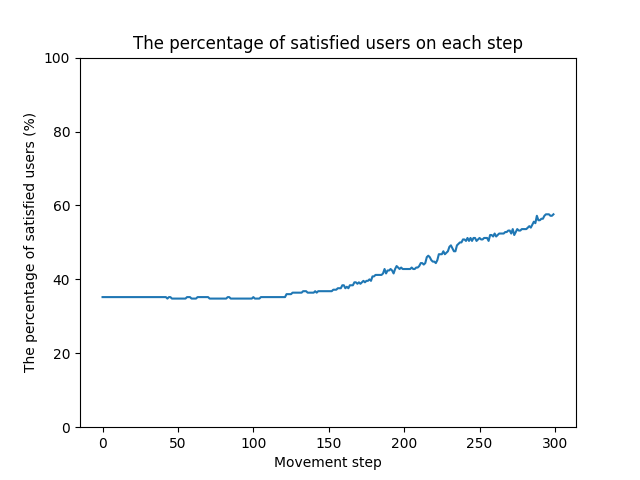 The percentage of satisfied users on each step
The percentage of satisfied users (%)
100
80
60
40
20
0
0 50 100 150 200 250 300
Movement step